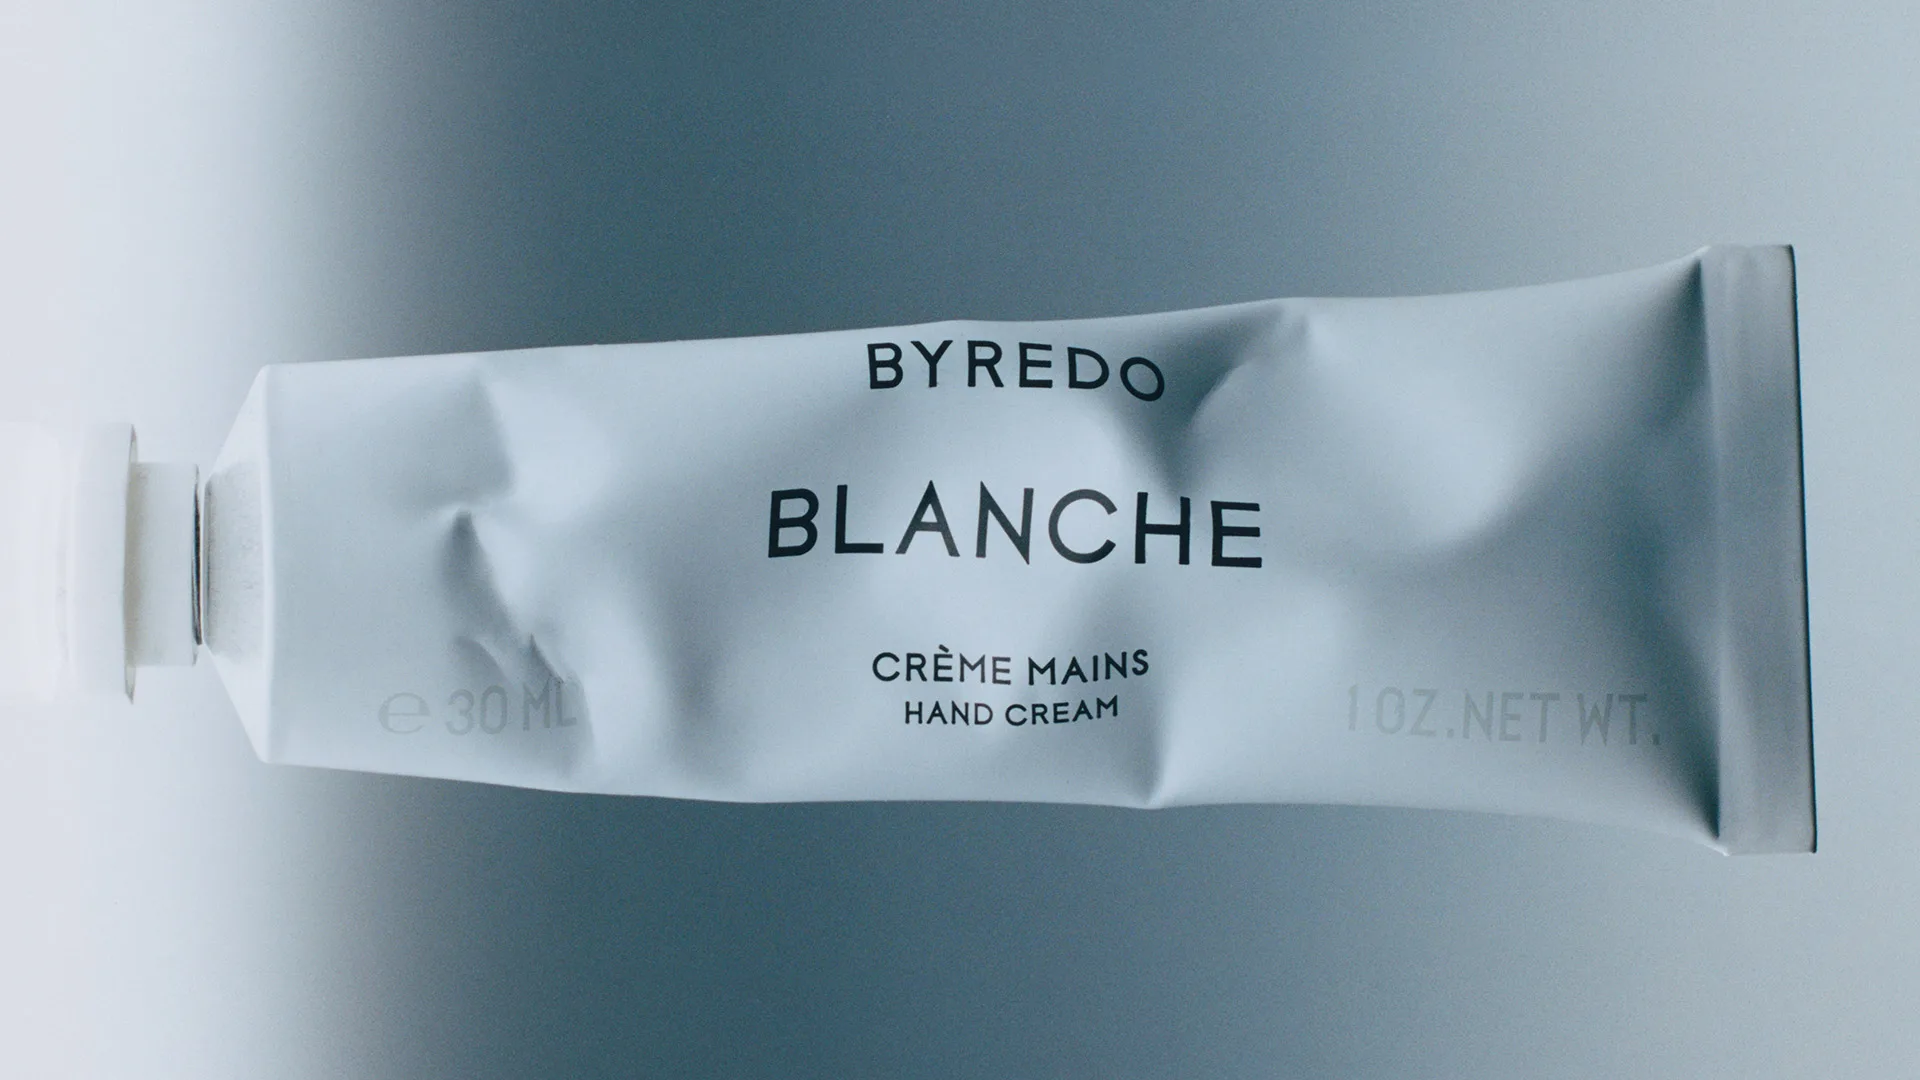 BYREDO
BLANCHE
CRÈME MAINS
HAND CREAM
℮ 30 ML
1 OZ.NET WT.